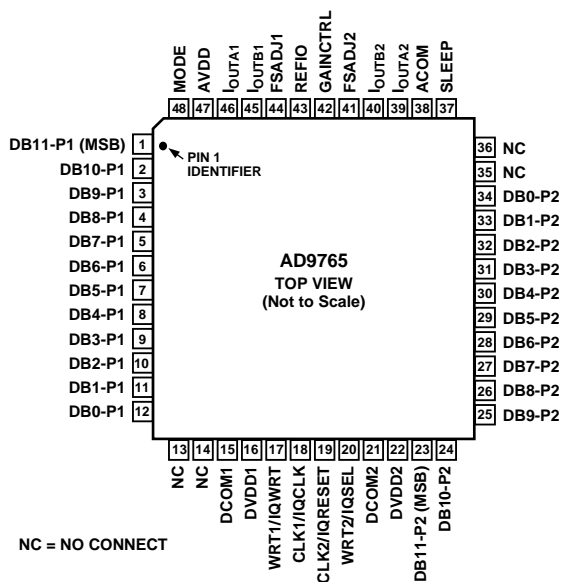 MODE
AVDD
IOUTA1
IOUTB1
FSADJ1
REFIO
GAINCTRL
FSADJ2
IOUTB2
IOUTA2
ACOM
SLEEP
48 47 46 45 44 43 42 41 40 39 38 37
DB11-P1 (MSB) 1
DB10-P1 2
DB9-P1 3
DB8-P1 4
DB7-P1 5
DB6-P1 6
DB5-P1 7
DB4-P1 8
DB3-P1 9
DB2-P1 10
DB1-P1 11
DB0-P1 12
PIN 1
IDENTIFIER
AD9765
TOP VIEW
(Not to Scale)
36 NC
35 NC
34 DB0-P2
33 DB1-P2
32 DB2-P2
31 DB3-P2
30 DB4-P2
29 DB5-P2
28 DB6-P2
27 DB7-P2
26 DB8-P2
25 DB9-P2
13 14 15 16 17 18 19 20 21 22 23 24
NC
NC
DCOM1
DVDD1
WRT1/IQWRT
CLK1/IQCLK
CLK2/IQRESET
WRT2/IQSEL
DCOM2
DVDD2
DB11-P2 (MSB)
DB10-P2
NC = NO CONNECT